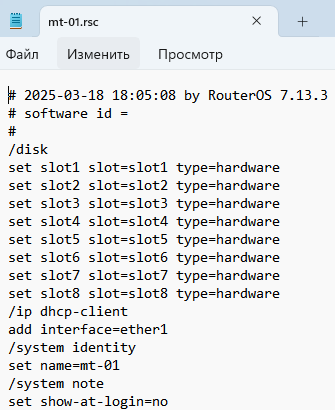 mt-01.rsc
Файл
Изменить
Просмотр
# 2025-03-18 18:05:08 by RouterOS 7.13.3
# software id =
#
/disk
set slot1 slot=slot1 type=hardware
set slot2 slot=slot2 type=hardware
set slot3 slot=slot3 type=hardware
set slot4 slot=slot4 type=hardware
set slot5 slot=slot5 type=hardware
set slot6 slot=slot6 type=hardware
set slot7 slot=slot7 type=hardware
set slot8 slot=slot8 type=hardware
/ip dhcp-client
add interface=ether1
/system identity
set name=mt-01
/system note
set show-at-login=no